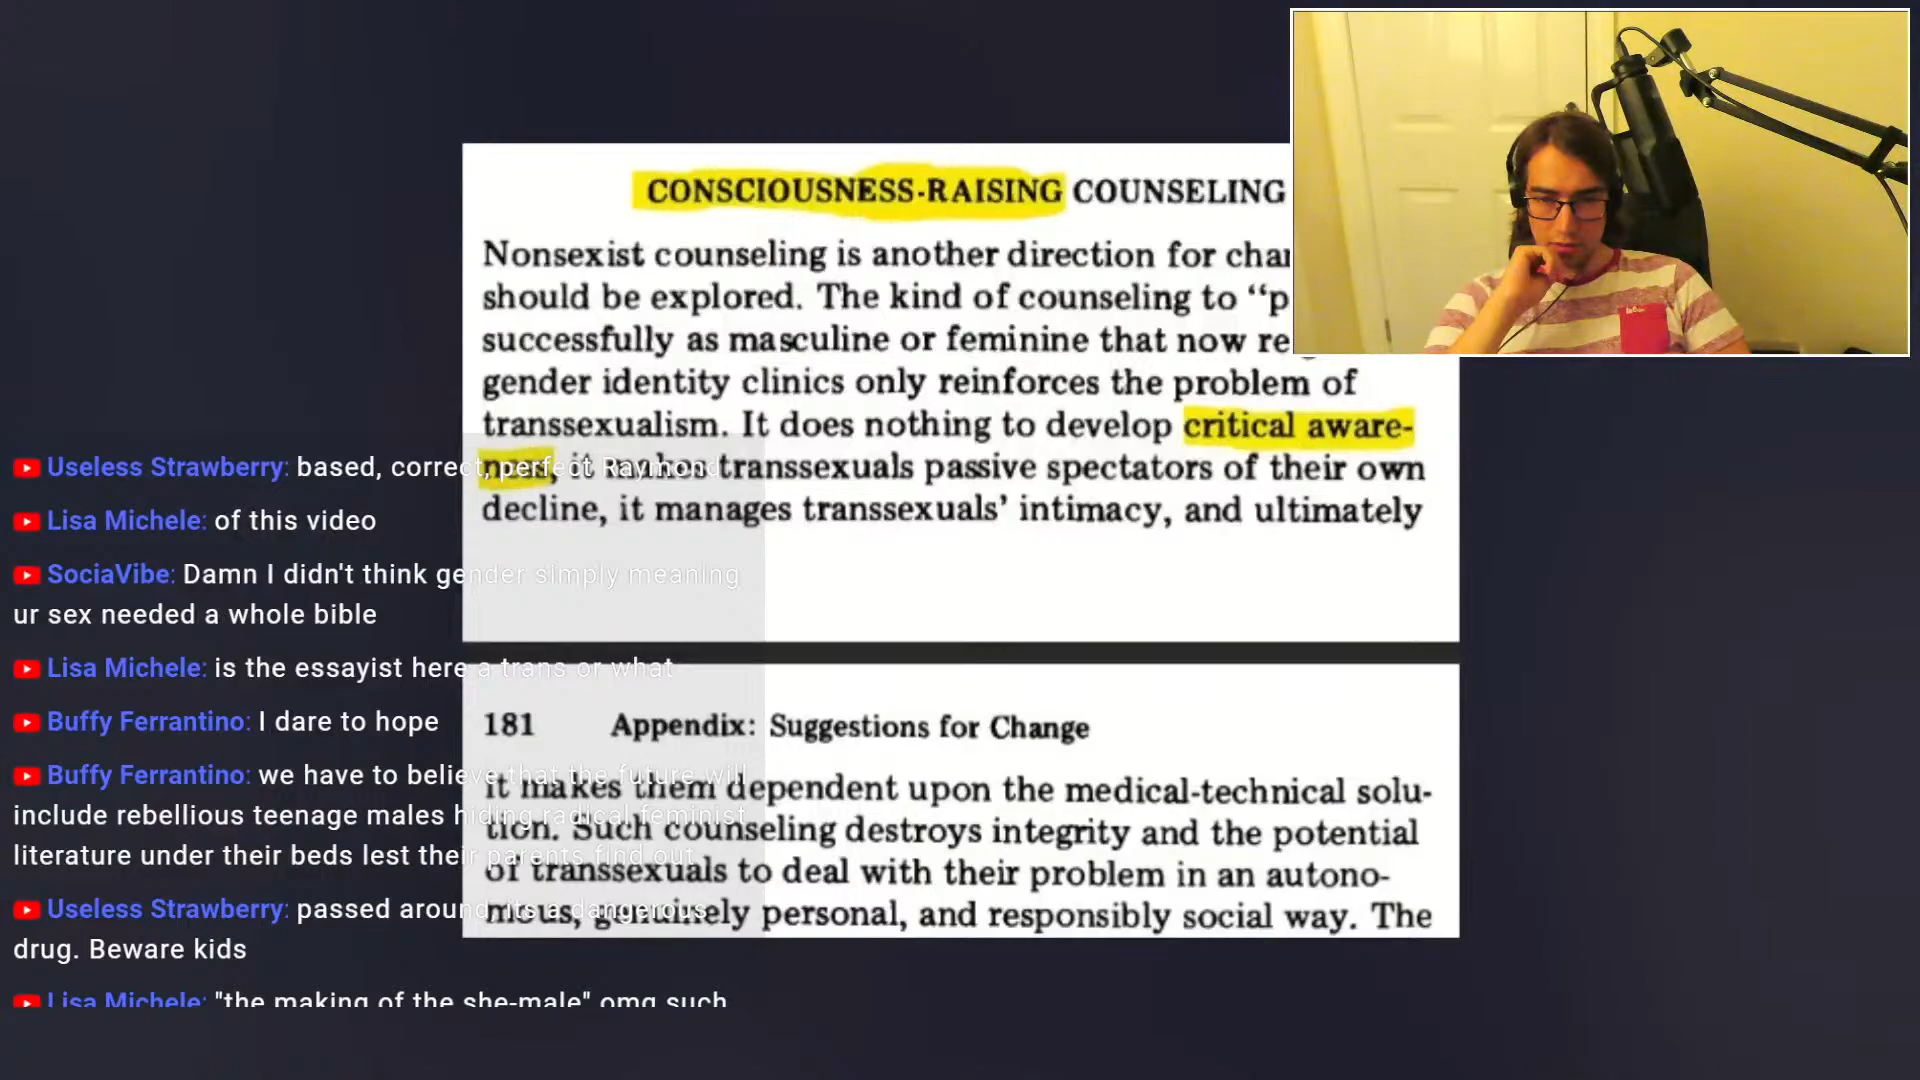 CONSCIOUSNESS-RAISING COUNSELING
Nonsexist counseling is another direction for
should be explored. The kind of counseling to
successfully as masculine or feminine that now
gender identity clinics only reinforces the problem of
transsexualism. It does nothing to develop critical aware-
ness, it makes transsexuals passive spectators of their own
decline, it manages transsexuals' intimacy, and ultimately
181 Appendix: Suggestions for Change
it makes them dependent upon the medical-technical solu-
tion. Such counseling destroys integrity and the potential
of transsexuals to deal with their problem in an autono-
mous, genuinely personal, and responsibly social way. The
Useless Strawberry: based, correct, perfect Raymond
Lisa Michele: of this video
SociaVibe: Damn I didn't think gender simply meaning
ur sex needed a whole bible
Lisa Michele: is the essayist here a trans or what
Buffy Ferrantino: I dare to hope
Buffy Ferrantino: we have to believe that the future will
include rebellious teenage males hiding radical feminist
literature under their beds lest their parents find out
Useless Strawberry: passed around, its a dangerous
drug. Beware kids
Lisa Michele: "the making of the she-male" omg such